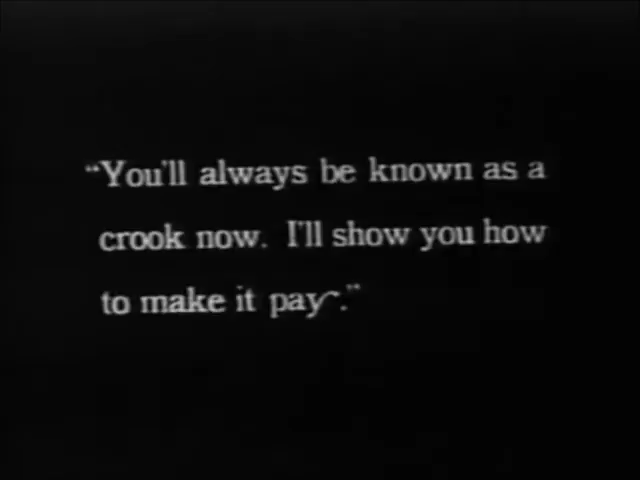 “You'll always be known as a
crook now. I'll show you how
to make it pay.”